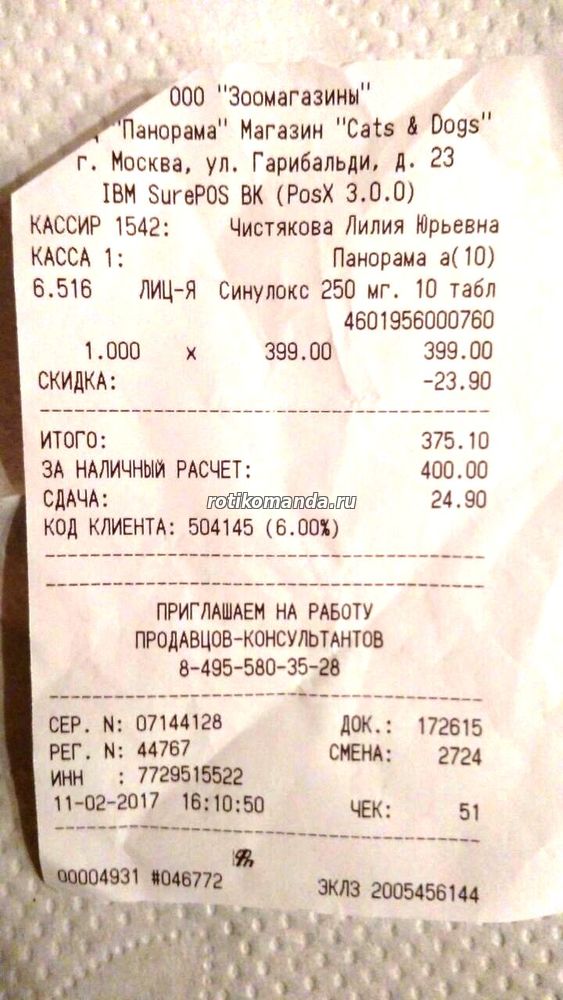 ООО "Зоомагазины"
"Панорама" Магазин "Cats & Dogs"
г. Москва, ул. Гарибальди, д. 23
IBM SurePOS ВК (PosX 3.0.0)
КАССИР 1542: Чистякова Лилия Юрьевна
КАССА 1: Панорама а(10)
6.516 ЛИЦ-Я Синулокс 250 мг. 10 табл
4601956000760
1.000 x 399.00 399.00
СКИДКА: -23.90
ИТОГО: 375.10
ЗА НАЛИЧНЫЙ РАСЧЕТ: 400.00
rotikomanda.ru
СДАЧА: 24.90
КОД КЛИЕНТА: 504145 (6.00%)
ПРИГЛАШАЕМ НА РАБОТУ
ПРОДАВЦОВ-КОНСУЛЬТАНТОВ
8-495-580-35-28
СЕР. N: 07144128 ДОК.: 172615
РЕГ. N: 44767 СМЕНА: 2724
ИНН : 7729515522
11-02-2017 16:10:50 ЧЕК: 51
00004931 #046772 ЭКЛЗ 2005456144